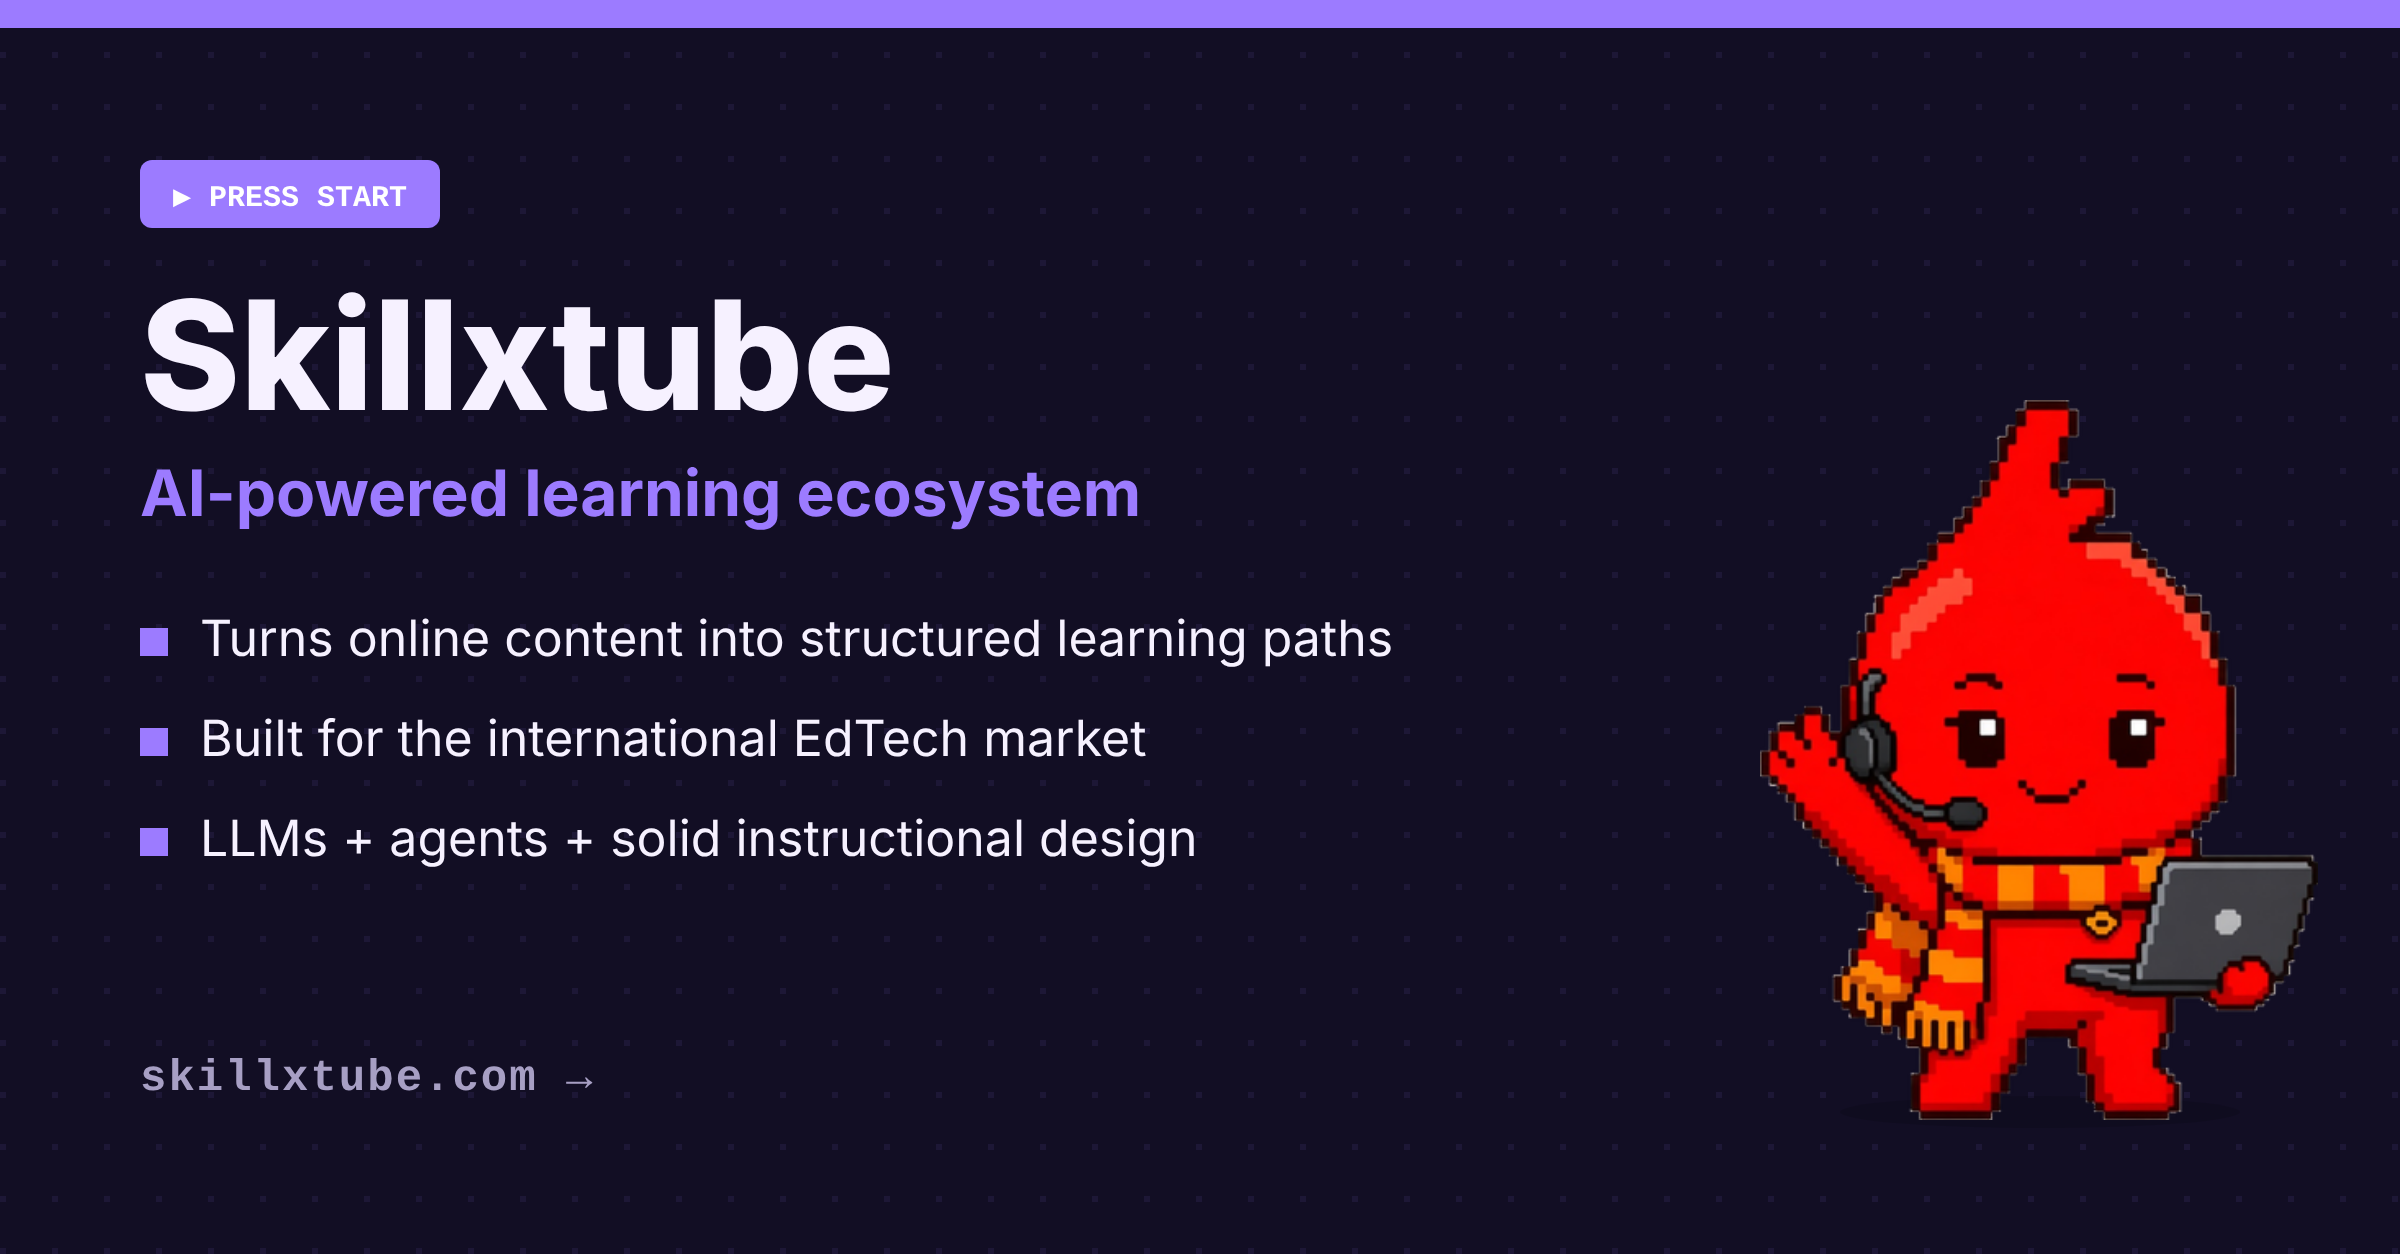 ▶ PRESS START
Skillxtube
AI-powered learning ecosystem
Turns online content into structured learning paths
Built for the international EdTech market
LLMs + agents + solid instructional design
skillxtube.com →